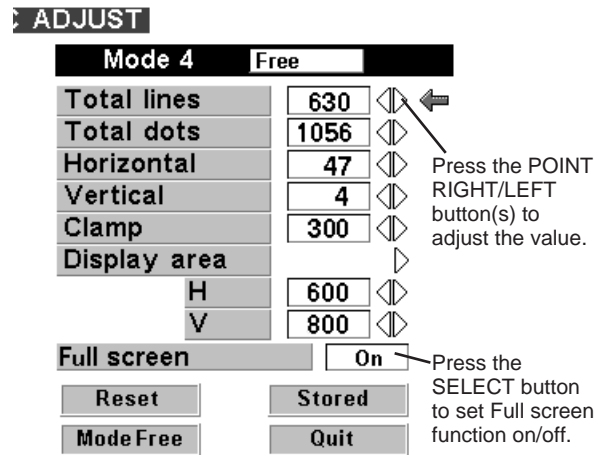 C ADJUST
Mode 4 Free
Total lines 630
Total dots 1056
Horizontal 47
Vertical 4
Clamp 300
Display area
H 600
V 800
Full screen On
Reset Stored
Mode Free Quit
Press the POINT
RIGHT/LEFT
button(s) to
adjust the value.
Press the
SELECT button
to set Full screen
function on/off.